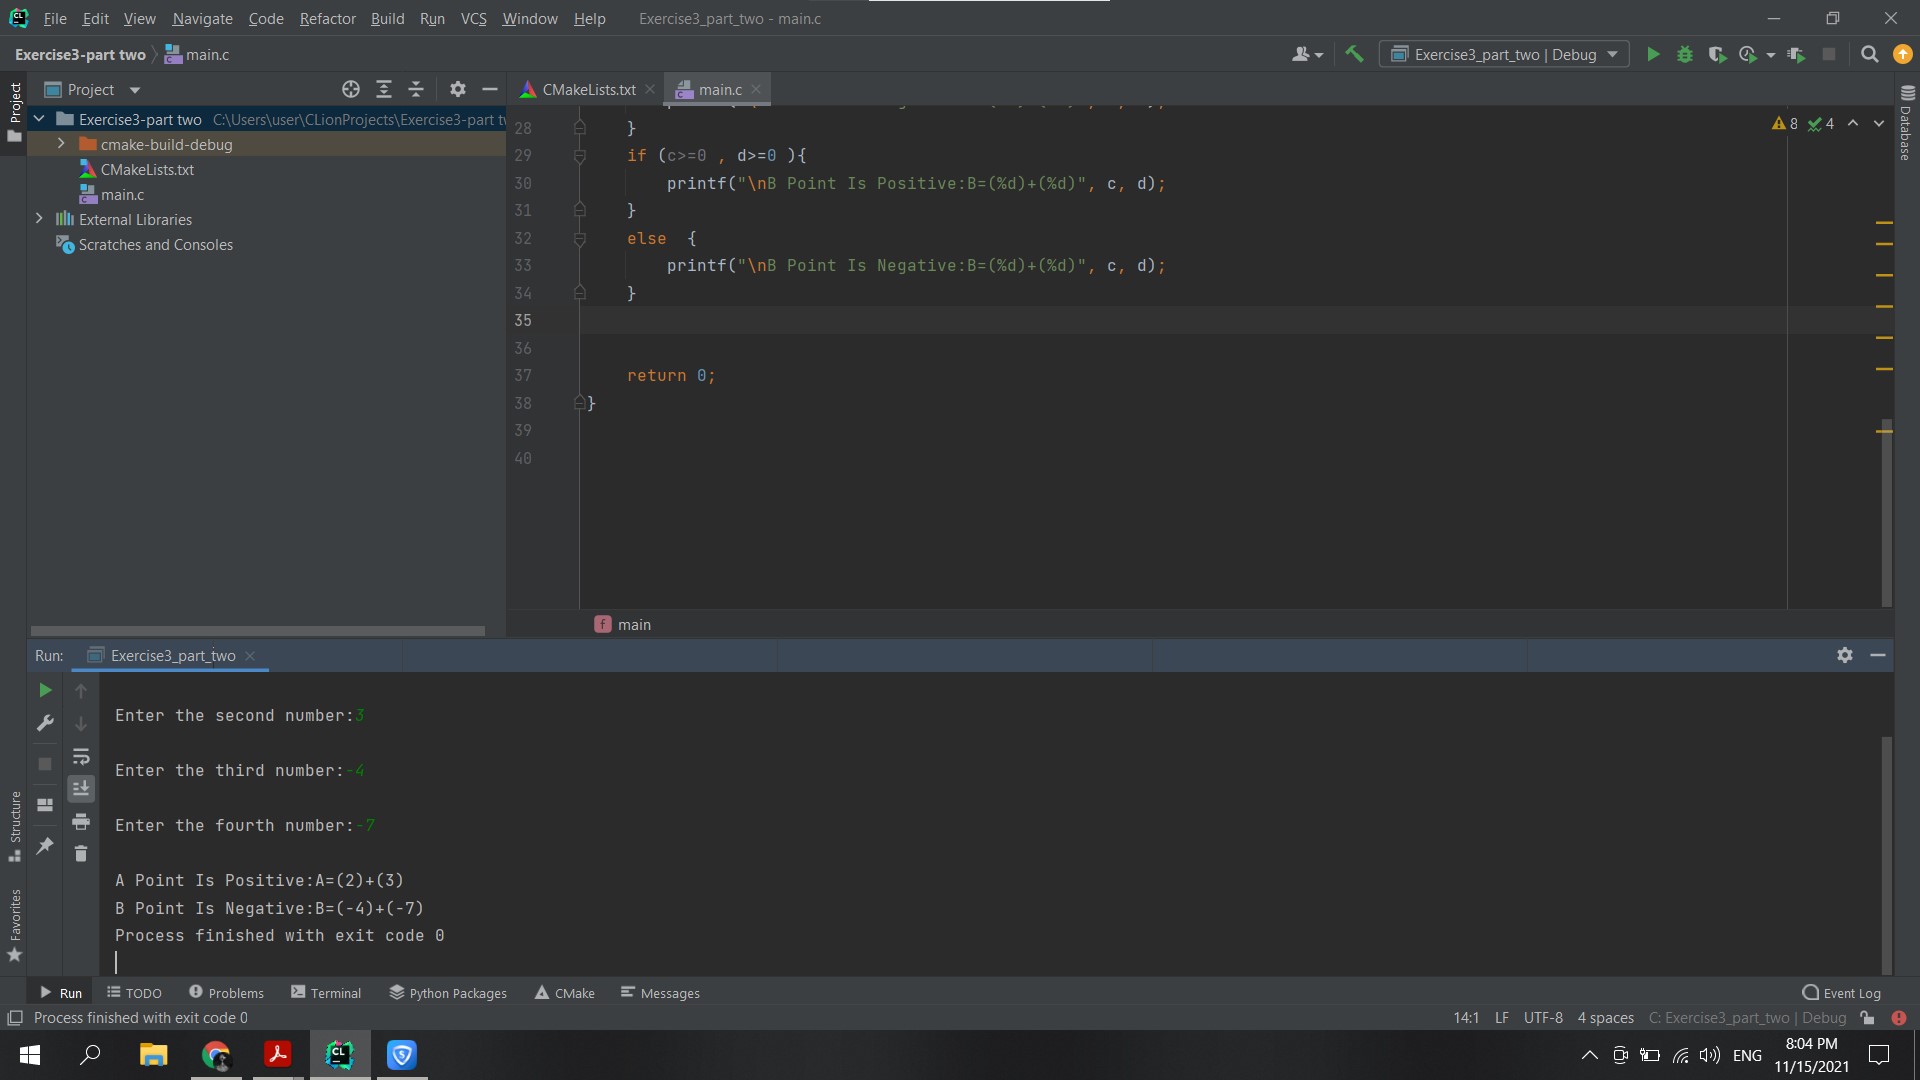 File Edit View Navigate Code Refactor Build Run VCS Window Help Exercise3_part_two - main.c
Exercise3-part two main.c Exercise3_part_two | Debug
Project
Project CMakeLists.txt main.c
Exercise3-part two C:\Users\user\CLionProjects\Exercise3-part
cmake-build-debug
CMakeLists.txt
main.c
External Libraries
Scratches and Consoles
8 4
Database
28 }
29 if (c>=0 , d>=0 ){
30 printf("\nB Point Is Positive:B=(%d)+(%d)", c, d);
31 }
32 else {
33 printf("\nB Point Is Negative:B=(%d)+(%d)", c, d);
34 }
35
36
37 return 0;
38 }
39
40
f main
Run: Exercise3_part_two
Enter the second number:3
Enter the third number:-4
Enter the fourth number:-7
A Point Is Positive:A=(2)+(3)
B Point Is Negative:B=(-4)+(-7)
Process finished with exit code 0
Structure
Favorites
Run TODO Problems Terminal Python Packages CMake Messages Event Log
Process finished with exit code 0 14:1 LF UTF-8 4 spaces C: Exercise3_part_two | Debug
ENG
8:04 PM
11/15/2021